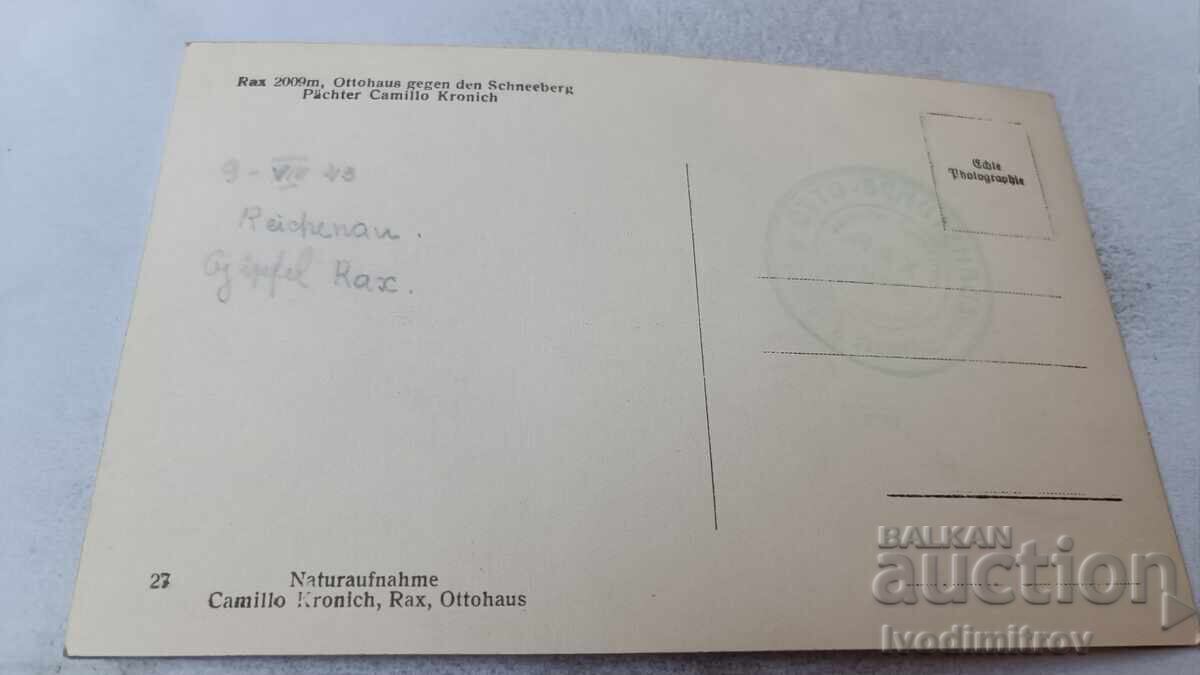 Rax 2009m, Ottohaus gegen den Schneeberg
Pächter Camillo Kronich
Echte
Photographie
Reichenau.
Gipfel Rax.
27 Naturaufnahme
Camillo Kronich, Rax, Ottohaus
BALKAN
auction
lvodimitrov